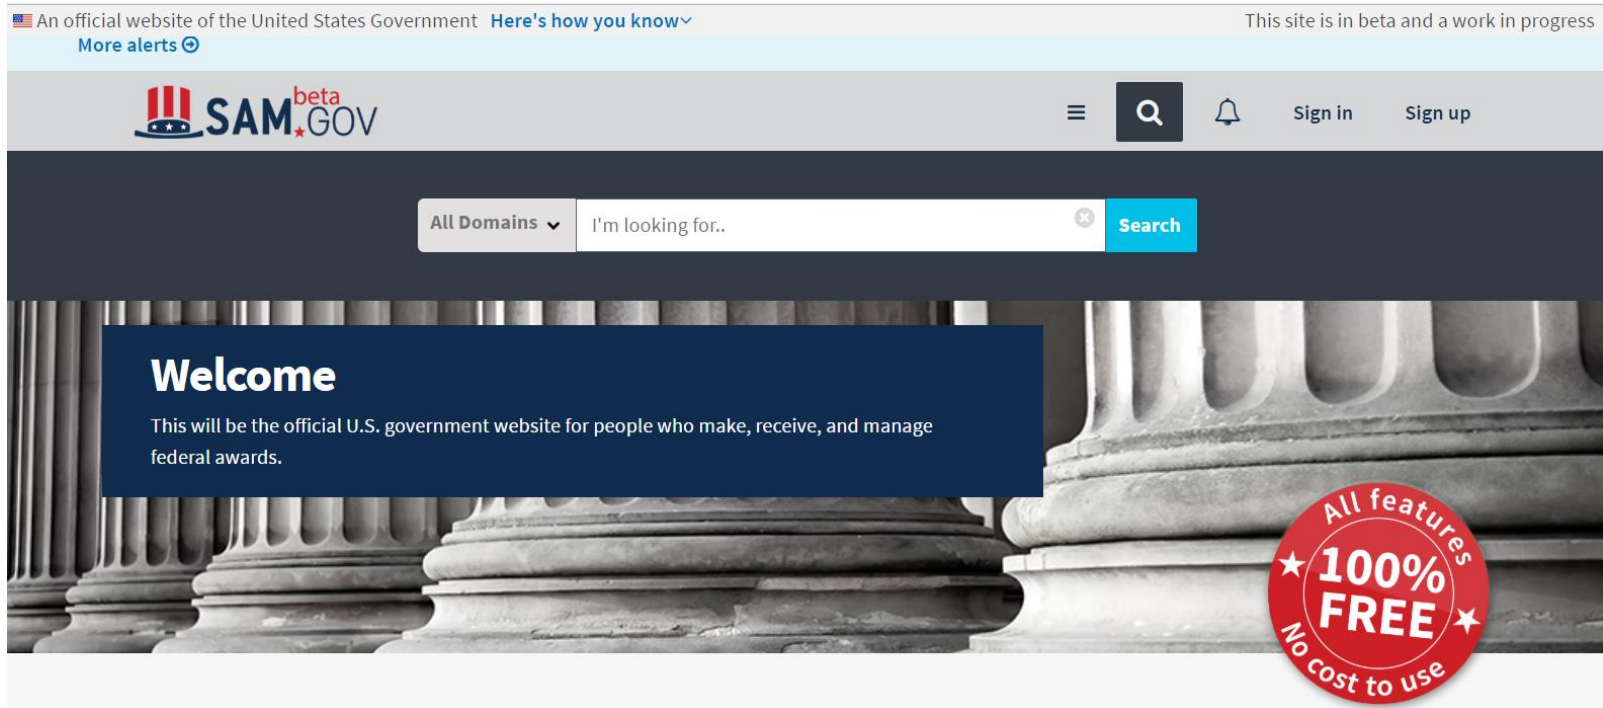 An official website of the United States Government Here's how you know
This site is in beta and a work in progress
More alerts
SAM.GOV beta
Sign in
Sign up
All Domains
I'm looking for..
Search
Welcome
This will be the official U.S. government website for people who make, receive, and manage
federal awards.
All features
100%
FREE
No cost to use